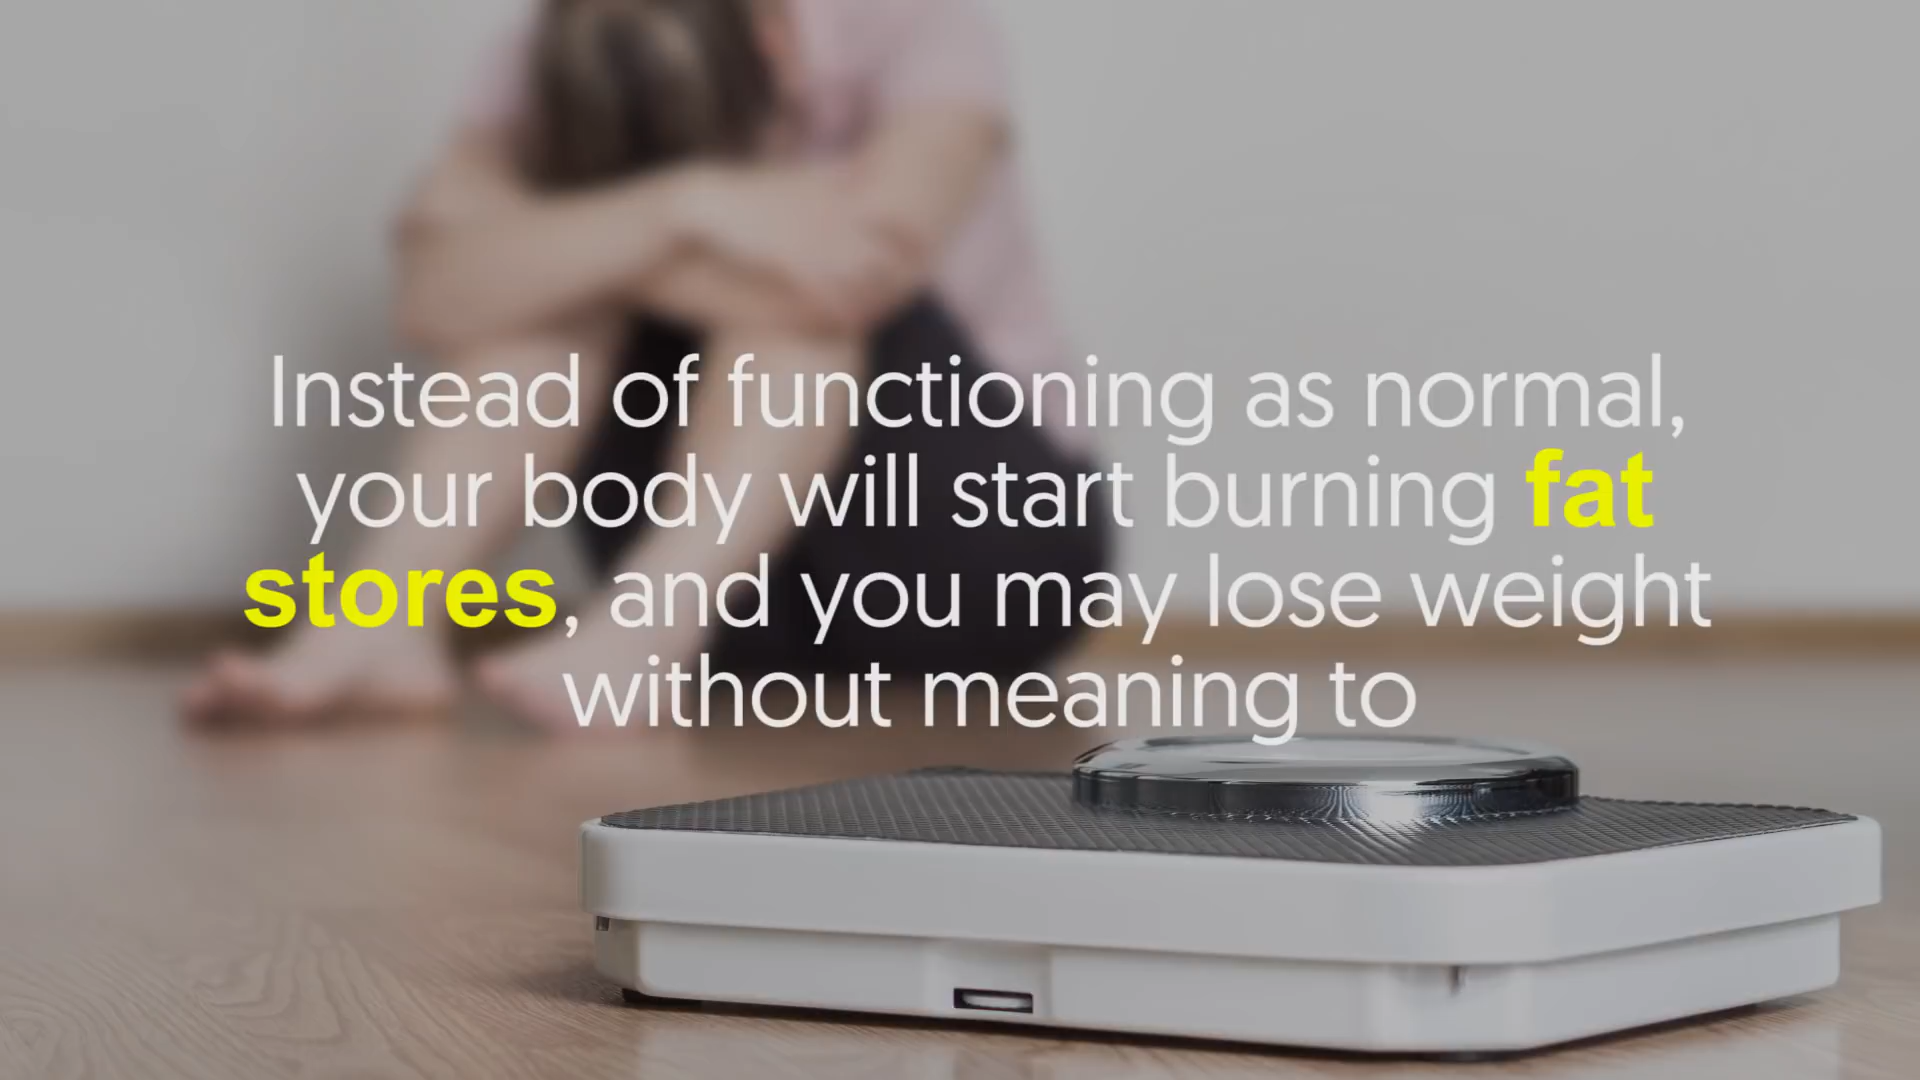 Instead of functioning as normal,
your body will start burning fat
stores, and you may lose weight
without meaning to